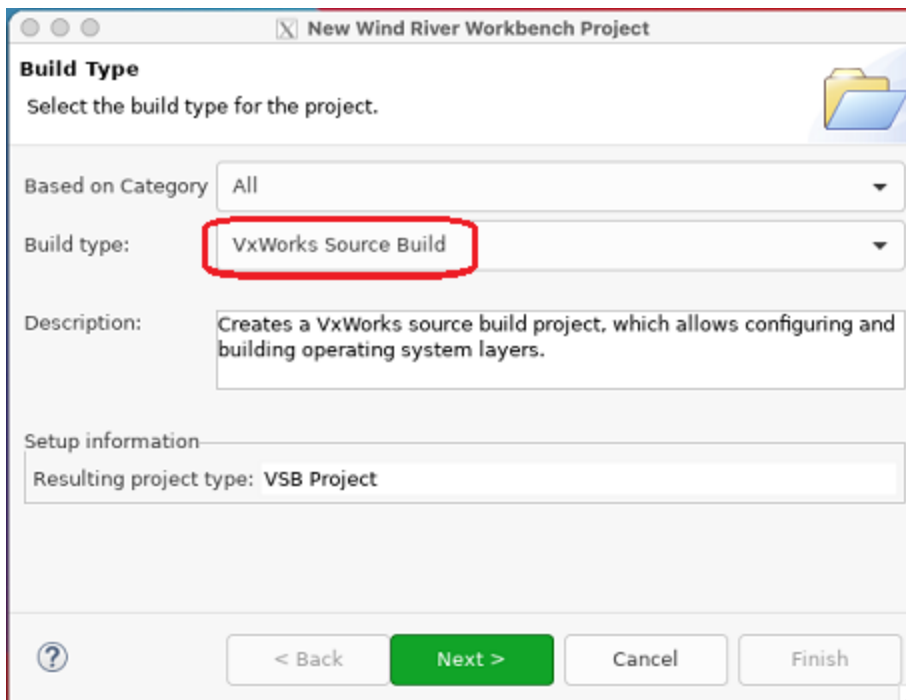 New Wind River Workbench Project
Build Type
Select the build type for the project.
Based on Category All
Build type: VxWorks Source Build
Description: Creates a VxWorks source build project, which allows configuring and
building operating system layers.
Setup information
Resulting project type: VSB Project
? < Back Next > Cancel Finish